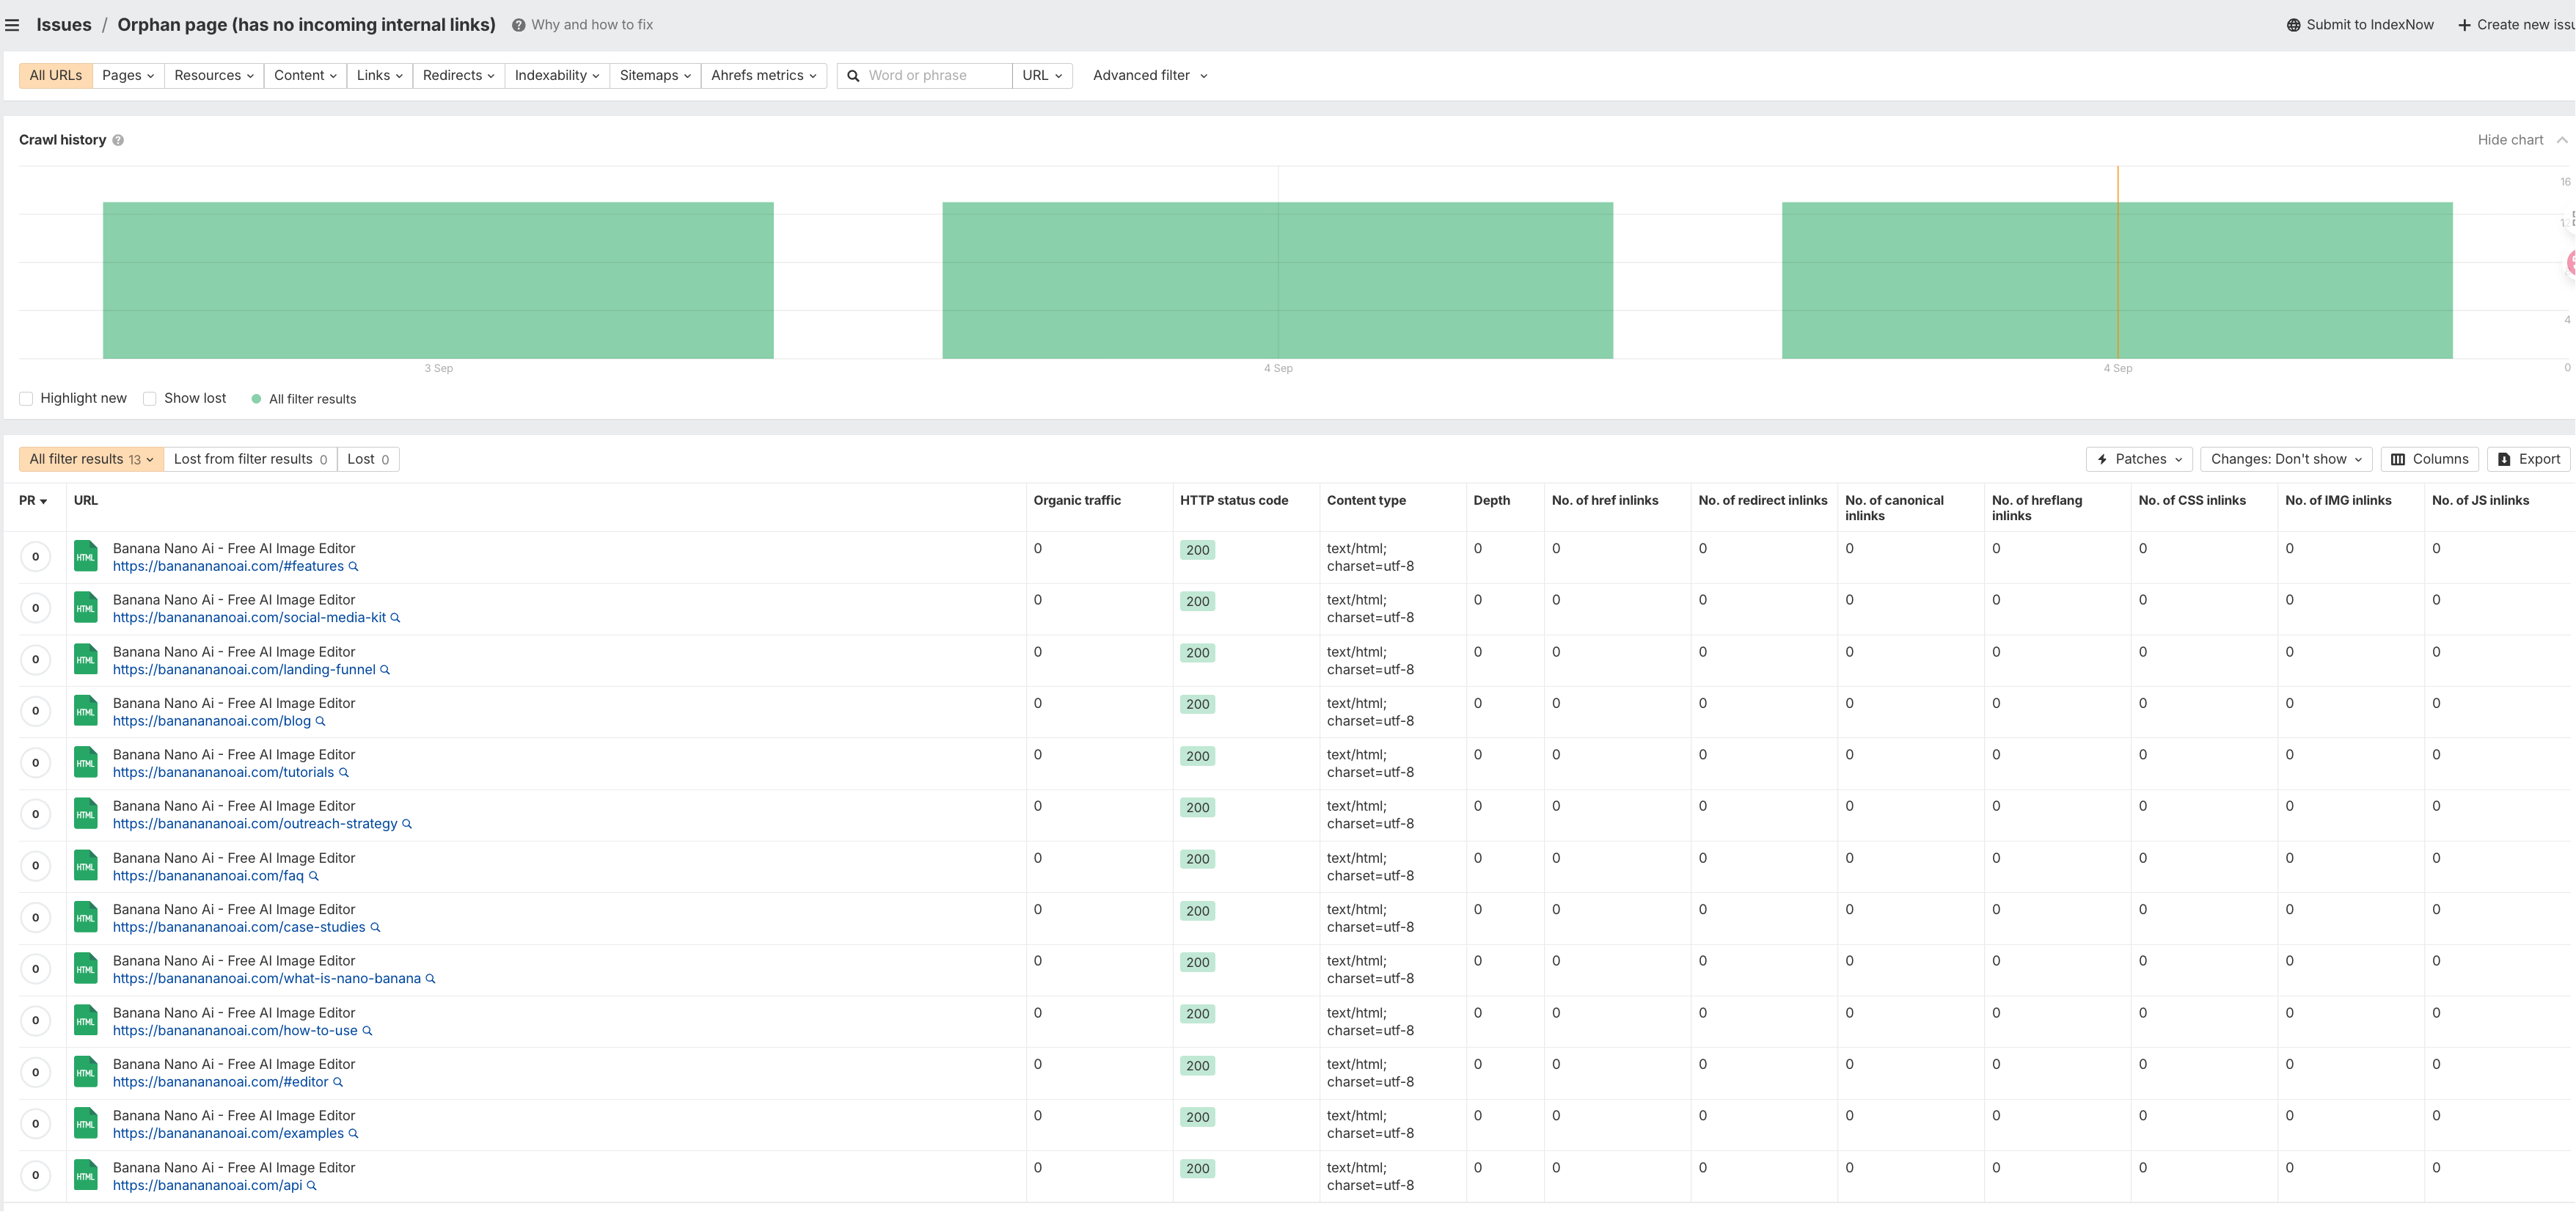 Issues / Orphan page (has no incoming internal links) Why and how to fix Submit to IndexNow Create new issu
All URLs Pages Resources Content Links Redirects Indexability Sitemaps Ahrefs metrics Word or phrase URL Advanced filter
Crawl history Hide chart
16
4
0
3 Sep 4 Sep 4 Sep
Highlight new Show lost All filter results
All filter results 13 Lost from filter results 0 Lost 0 Patches Changes: Don't show Columns Export
PR URL Organic traffic HTTP status code Content type Depth No. of href inlinks No. of redirect inlinks No. of canonical inlinks No. of hreflang inlinks No. of CSS inlinks No. of IMG inlinks No. of JS inlinks
0 HTML Banana Nano Ai - Free AI Image Editor 0 200 text/html; 0 0 0 0 0 0 0 0
https://banananano​ai.com/#features charset=utf-8
0 HTML Banana Nano Ai - Free AI Image Editor 0 200 text/html; 0 0 0 0 0 0 0 0
https://bananananoai.com/social-media-kit charset=utf-8
0 HTML Banana Nano Ai - Free AI Image Editor 0 200 text/html; 0 0 0 0 0 0 0 0
https://bananananoai.com/landing-funnel charset=utf-8
0 HTML Banana Nano Ai - Free AI Image Editor 0 200 text/html; 0 0 0 0 0 0 0 0
https://bananananoai.com/blog charset=utf-8
0 HTML Banana Nano Ai - Free AI Image Editor 0 200 text/html; 0 0 0 0 0 0 0 0
https://bananananoai.com/tutorials charset=utf-8
0 HTML Banana Nano Ai - Free AI Image Editor 0 200 text/html; 0 0 0 0 0 0 0 0
https://bananananoai.com/outreach-strategy charset=utf-8
0 HTML Banana Nano Ai - Free AI Image Editor 0 200 text/html; 0 0 0 0 0 0 0 0
https://bananananoai.com/faq charset=utf-8
0 HTML Banana Nano Ai - Free AI Image Editor 0 200 text/html; 0 0 0 0 0 0 0 0
https://bananananoai.com/case-studies charset=utf-8
0 HTML Banana Nano Ai - Free AI Image Editor 0 200 text/html; 0 0 0 0 0 0 0 0
https://bananananoai.com/what-is-nano-banana charset=utf-8
0 HTML Banana Nano Ai - Free AI Image Editor 0 200 text/html; 0 0 0 0 0 0 0 0
https://bananananoai.com/how-to-use charset=utf-8
0 HTML Banana Nano Ai - Free AI Image Editor 0 200 text/html; 0 0 0 0 0 0 0 0
https://bananananoai.com/#editor charset=utf-8
0 HTML Banana Nano Ai - Free AI Image Editor 0 200 text/html; 0 0 0 0 0 0 0 0
https://bananananoai.com/examples charset=utf-8
0 HTML Banana Nano Ai - Free AI Image Editor 0 200 text/html; 0 0 0 0 0 0 0 0
https://bananananoai.com/api charset=utf-8